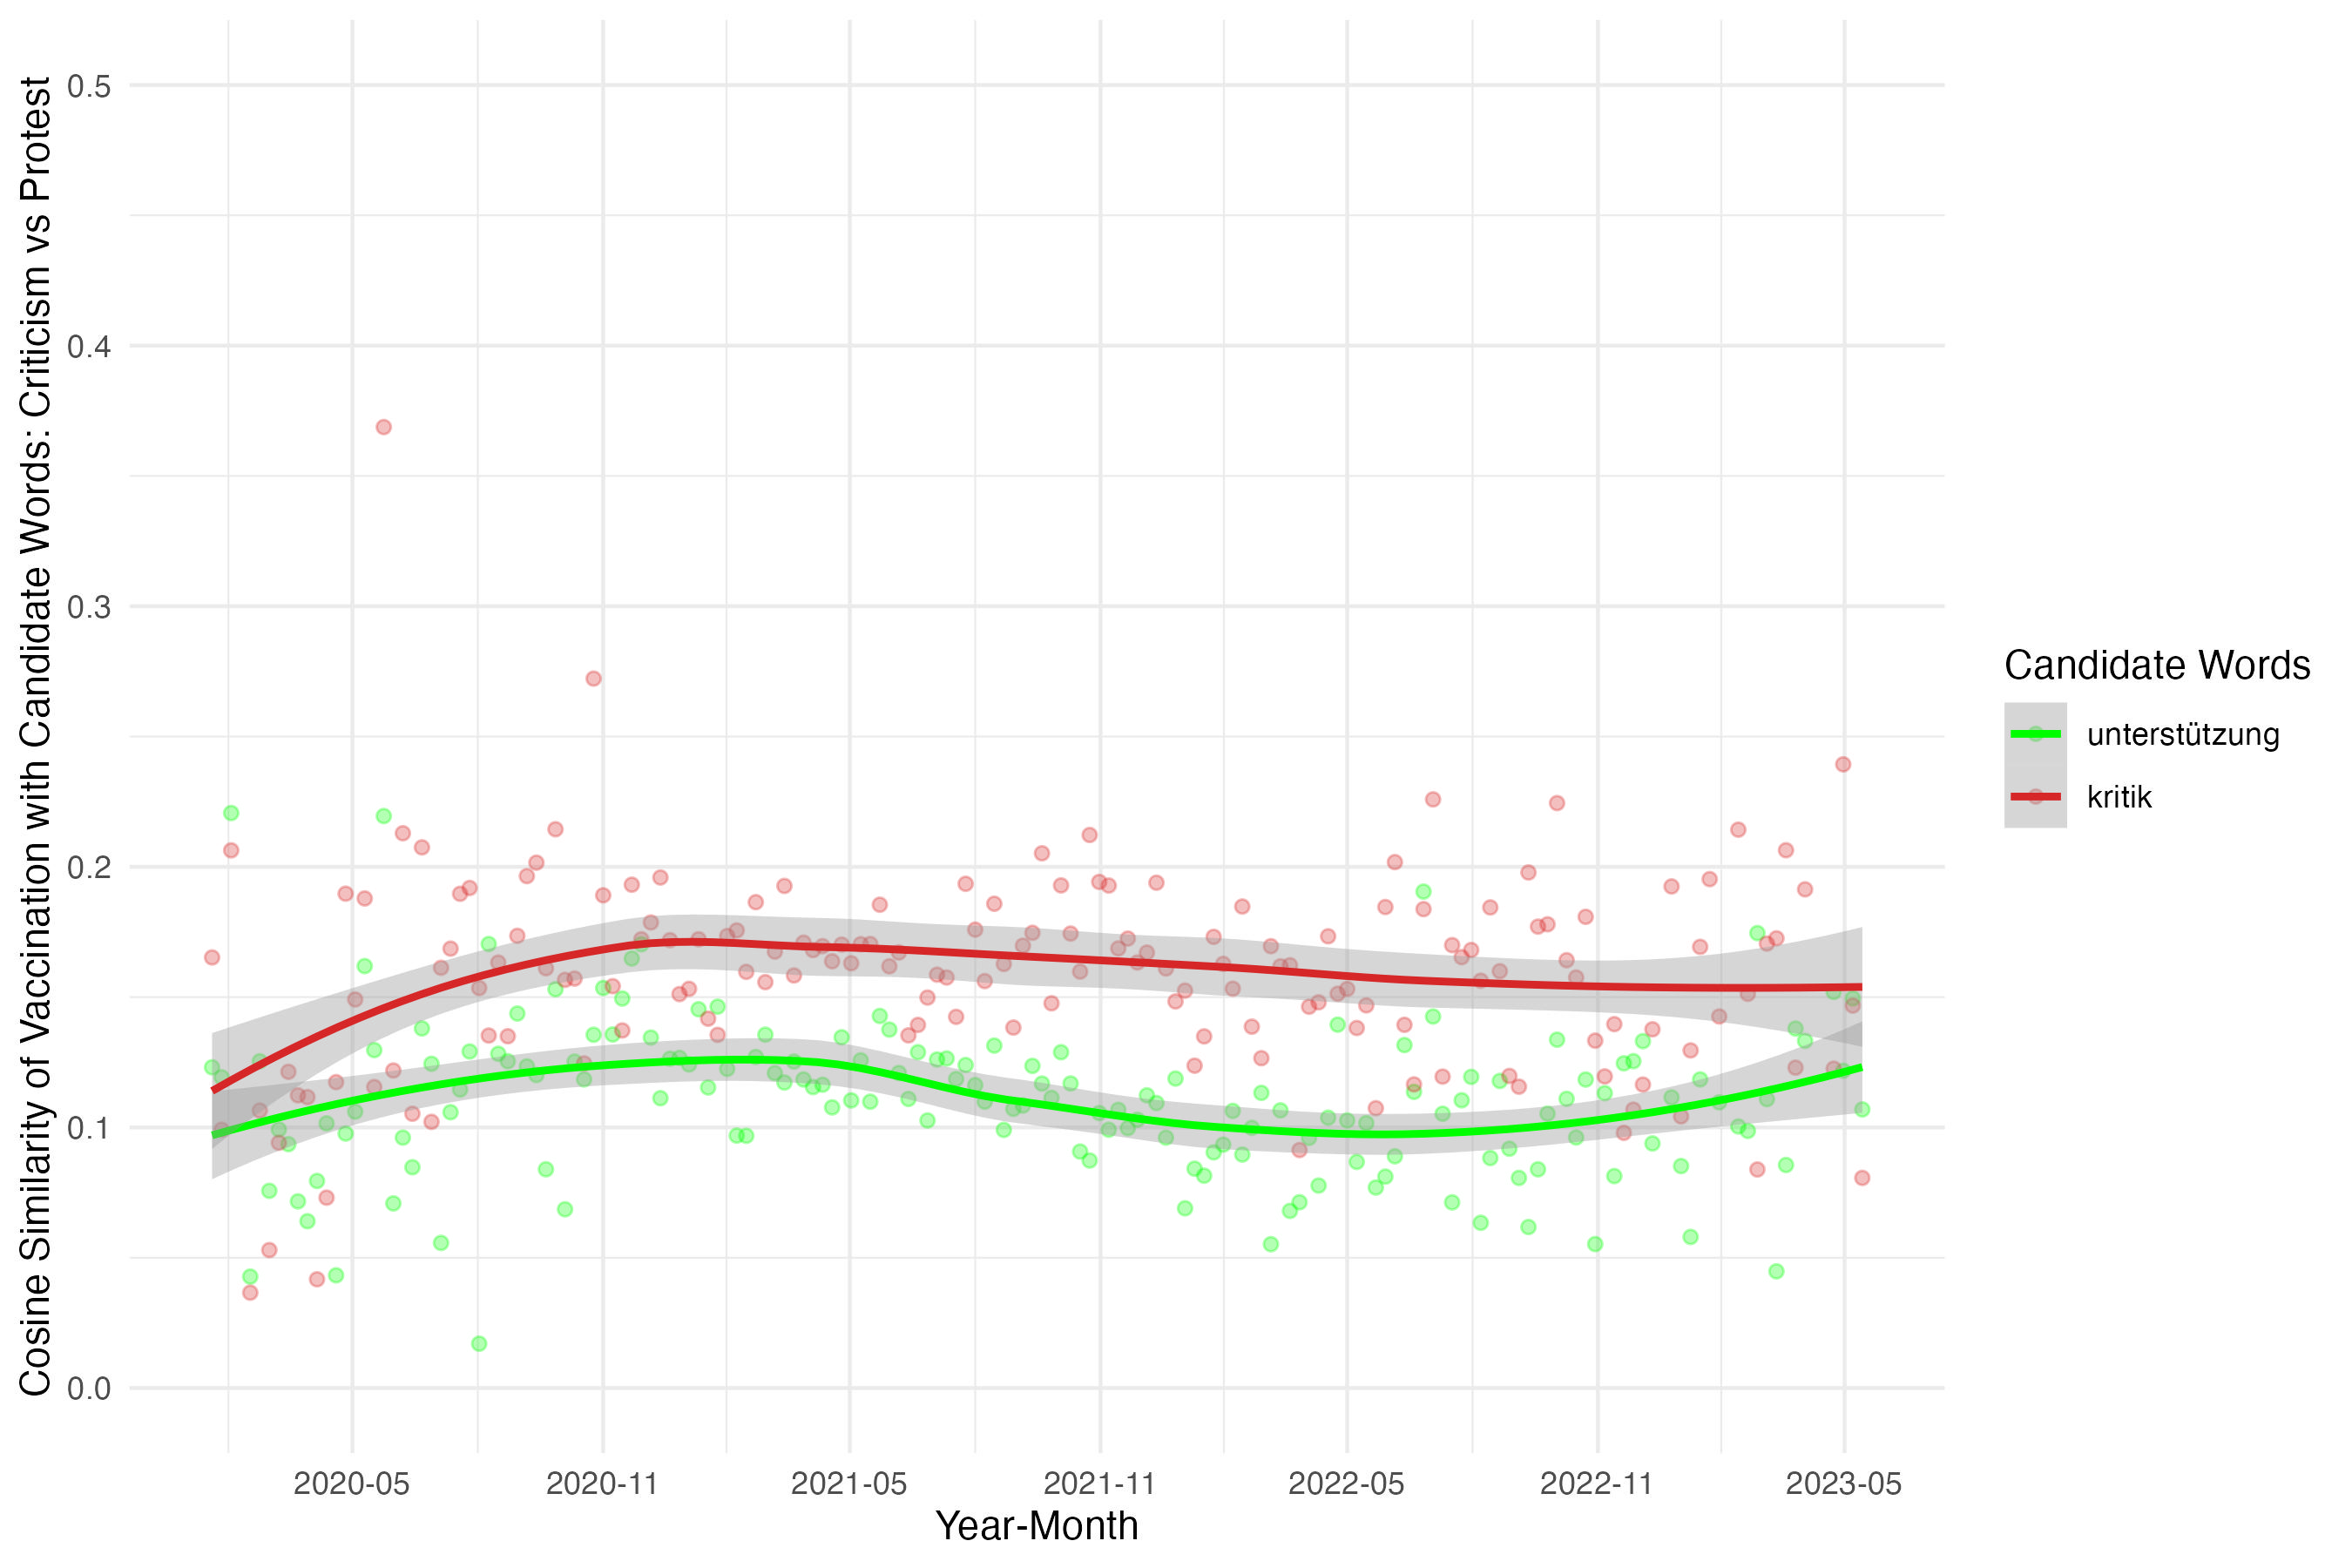 Cosine Similarity of Vaccination with Candidate Words: Criticism vs Protest
0.5
0.4
0.3
0.2
0.1
0.0
2020-05 2020-11 2021-05 2021-11 2022-05 2022-11 2023-05
Year-Month
Candidate Words
unterstützung
kritik